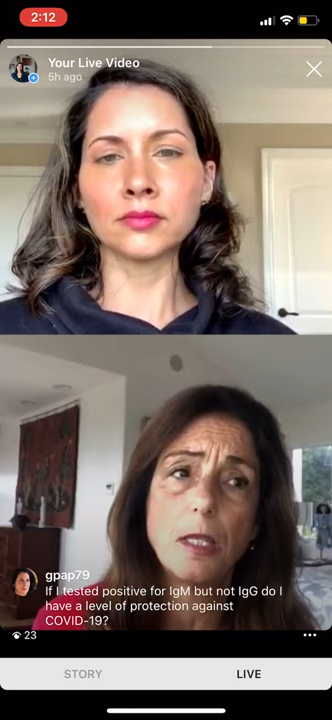 2:12
Your Live Video
5h ago
gpap79
If I tested positive for IgM but not IgG do I
have a level of protection against
COVID-19?
23
STORY
LIVE